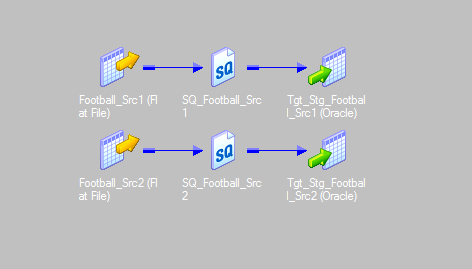 SQ
Football_Src1 (Fl
at File)
SQ_Football_Src
1
Tgt_Stg_Footbal
l_Src1 (Oracle)
SQ
Football_Src2 (Fl
at File)
SQ_Football_Src
2
Tgt_Stg_Footbal
l_Src2 (Oracle)